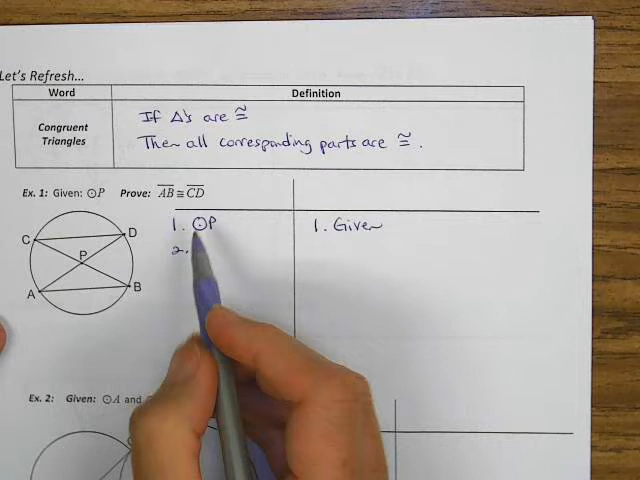 Let's Refresh...
Word Definition
Congruent Triangles
If Δ's are ≅
Then all corresponding parts are ≅.
Ex. 1: Given: ⊙P Prove: AB ≅ CD
1. ⊙P 1. Given
2.
C D
P
A B
Ex. 2: Given: ⊙A and